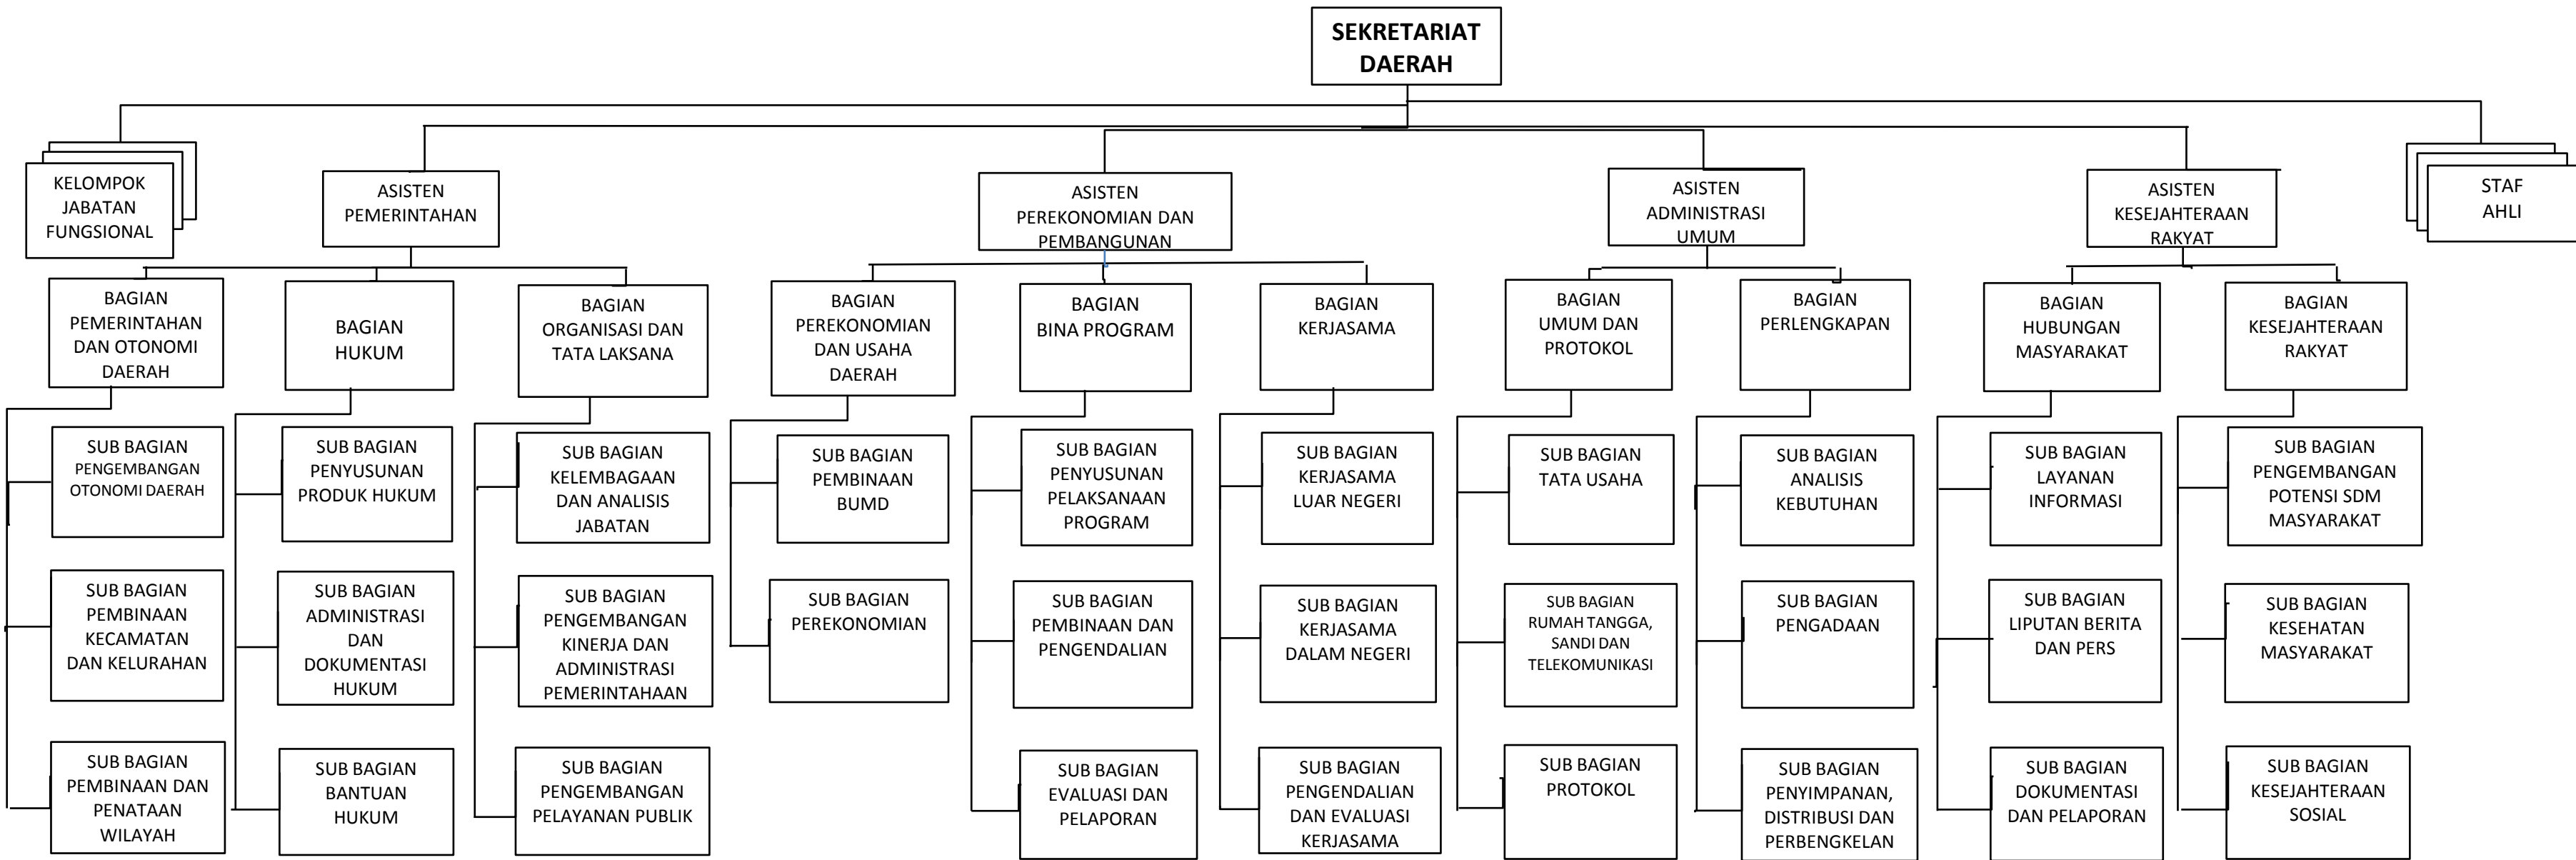 SEKRETARIAT
DAERAH
KELOMPOK
JABATAN
FUNGSIONAL
ASISTEN
PEMERINTAHAN
ASISTEN
PEREKONOMIAN DAN
PEMBANGUNAN
ASISTEN
ADMINISTRASI
UMUM
ASISTEN
KESEJAHTERAAN
RAKYAT
STAF
AHLI
BAGIAN
PEMERINTAHAN
DAN OTONOMI
DAERAH
BAGIAN
HUKUM
BAGIAN
ORGANISASI DAN
TATA LAKSANA
BAGIAN
PEREKONOMIAN
DAN USAHA
DAERAH
BAGIAN
BINA PROGRAM
BAGIAN
KERJASAMA
BAGIAN
UMUM DAN
PROTOKOL
BAGIAN
PERLENGKAPAN
BAGIAN
HUBUNGAN
MASYARAKAT
BAGIAN
KESEJAHTERAAN
RAKYAT
SUB BAGIAN
PENGEMBANGAN
OTONOMI DAERAH
SUB BAGIAN
PENYUSUNAN
PRODUK HUKUM
SUB BAGIAN
KELEMBAGAAN
DAN ANALISIS
JABATAN
SUB BAGIAN
PEMBINAAN
BUMD
SUB BAGIAN
PENYUSUNAN
PELAKSANAAN
PROGRAM
SUB BAGIAN
KERJASAMA
LUAR NEGERI
SUB BAGIAN
TATA USAHA
SUB BAGIAN
ANALISIS
KEBUTUHAN
SUB BAGIAN
LAYANAN
INFORMASI
SUB BAGIAN
PENGEMBANGAN
POTENSI SDM
MASYARAKAT
SUB BAGIAN
PEMBINAAN
KECAMATAN
DAN KELURAHAN
SUB BAGIAN
ADMINISTRASI
DAN
DOKUMENTASI
HUKUM
SUB BAGIAN
PENGEMBANGAN
KINERJA DAN
ADMINISTRASI
PEMERINTAHAAN
SUB BAGIAN
PEREKONOMIAN
SUB BAGIAN
PEMBINAAN DAN
PENGENDALIAN
SUB BAGIAN
KERJASAMA
DALAM NEGERI
SUB BAGIAN
RUMAH TANGGA,
SANDI DAN
TELEKOMUNIKASI
SUB BAGIAN
PENGADAAN
SUB BAGIAN
LIPUTAN BERITA
DAN PERS
SUB BAGIAN
KESEHATAN
MASYARAKAT
SUB BAGIAN
PEMBINAAN DAN
PENATAAN
WILAYAH
SUB BAGIAN
BANTUAN
HUKUM
SUB BAGIAN
PENGEMBANGAN
PELAYANAN PUBLIK
SUB BAGIAN
EVALUASI DAN
PELAPORAN
SUB BAGIAN
PENGENDALIAN
DAN EVALUASI
KERJASAMA
SUB BAGIAN
PROTOKOL
SUB BAGIAN
PENYIMPANAN,
DISTRIBUSI DAN
PERBENGKELAN
SUB BAGIAN
DOKUMENTASI
DAN PELAPORAN
SUB BAGIAN
KESEJAHTERAAN
SOSIAL